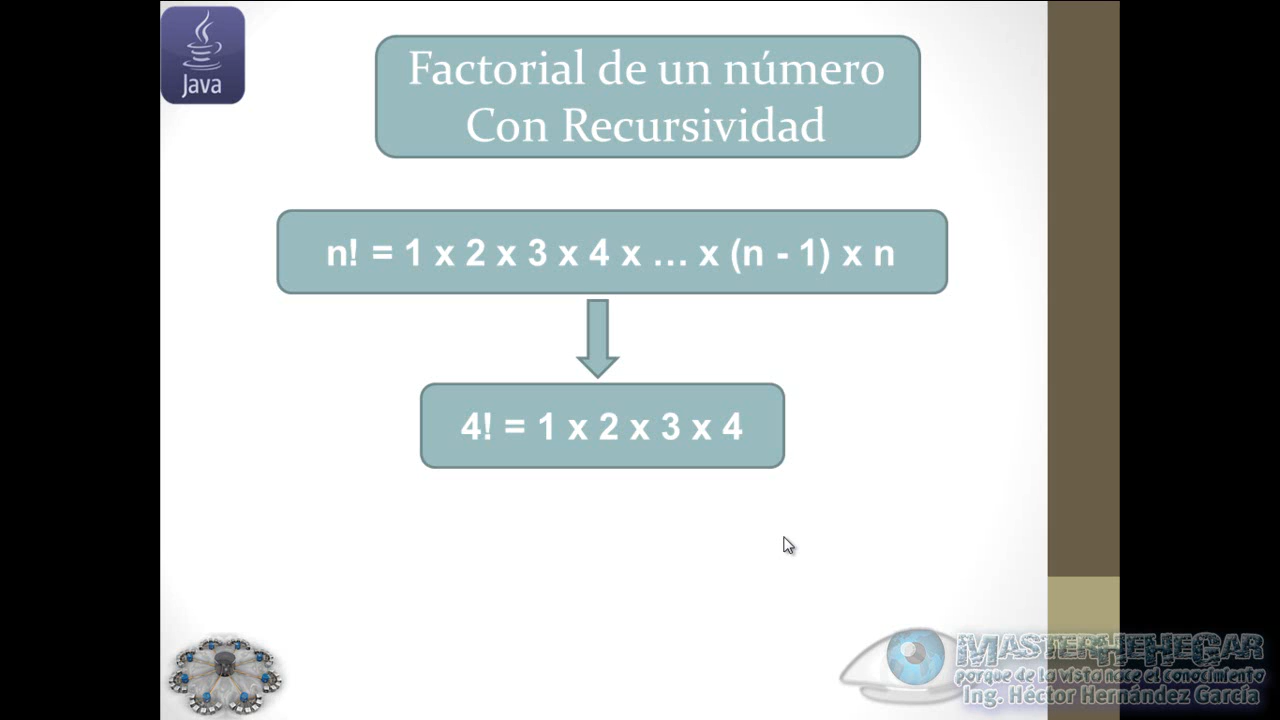 Java
Factorial de un número
Con Recursividad
n! = 1 x 2 x 3 x 4 x ... x (n - 1) x n
4! = 1 x 2 x 3 x 4
MASTERHEHEGAR
porque de la vista nace el conocimiento
Ing. Héctor Hernández García